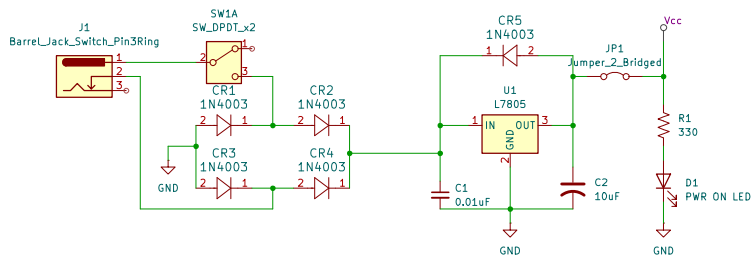 J1
Barrel_Jack_Switch_Pin3Ring
1
2
3
SW1A
SW_DPDT_x2
2
1
3
CR1
1N4003
2
1
CR2
1N4003
2
1
CR3
1N4003
2
1
CR4
1N4003
2
1
GND
CR5
1N4003
1
2
U1
L7805
1
IN
OUT
3
GND
2
C1
0.01uF
C2
10uF
GND
JP1
Jumper_2_Bridged
Vcc
R1
330
D1
PWR ON LED
GND